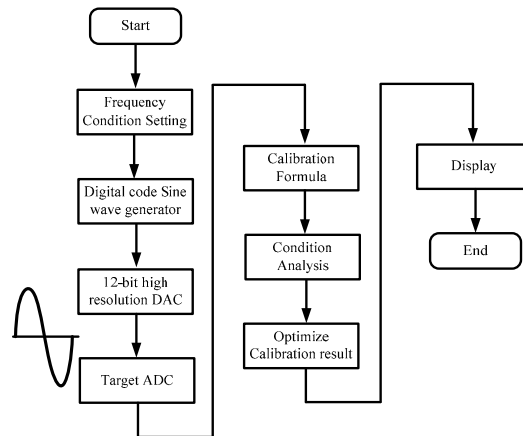 Start
Frequency
Condition Setting
Digital code Sine
wave generator
12-bit high
resolution DAC
Target ADC
Calibration
Formula
Condition
Analysis
Optimize
Calibration result
Display
End